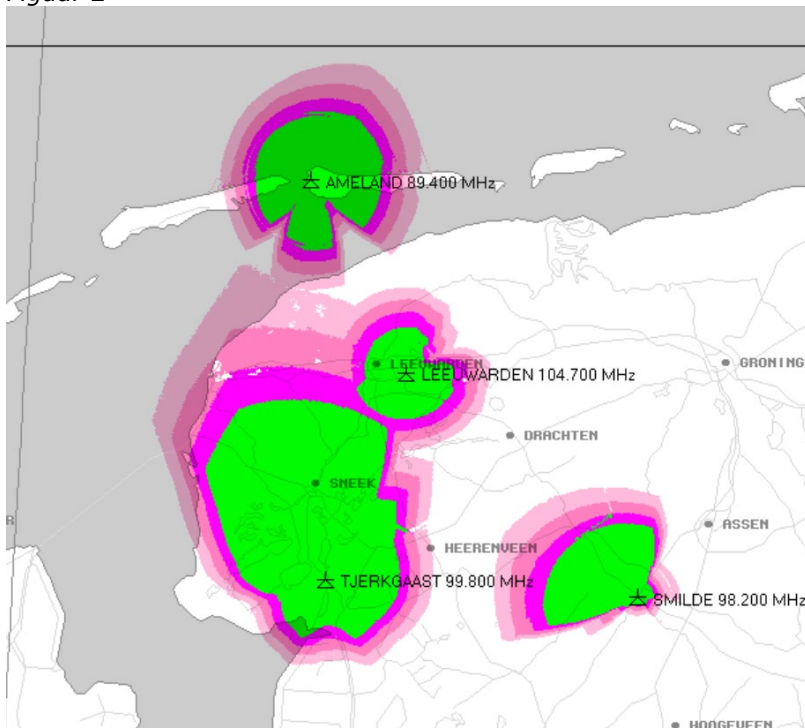 AMELAND 89.400 MHz
LEEUWARDEN
GRONING
LEEUWARDEN 104.700 MHz
DRACHTEN
SNEEK
R
ASSEN
HEERENVEEN
TJERKGAAST 99.800 MHz
SMILDE 98.200 MHz
HOOGEVEEN